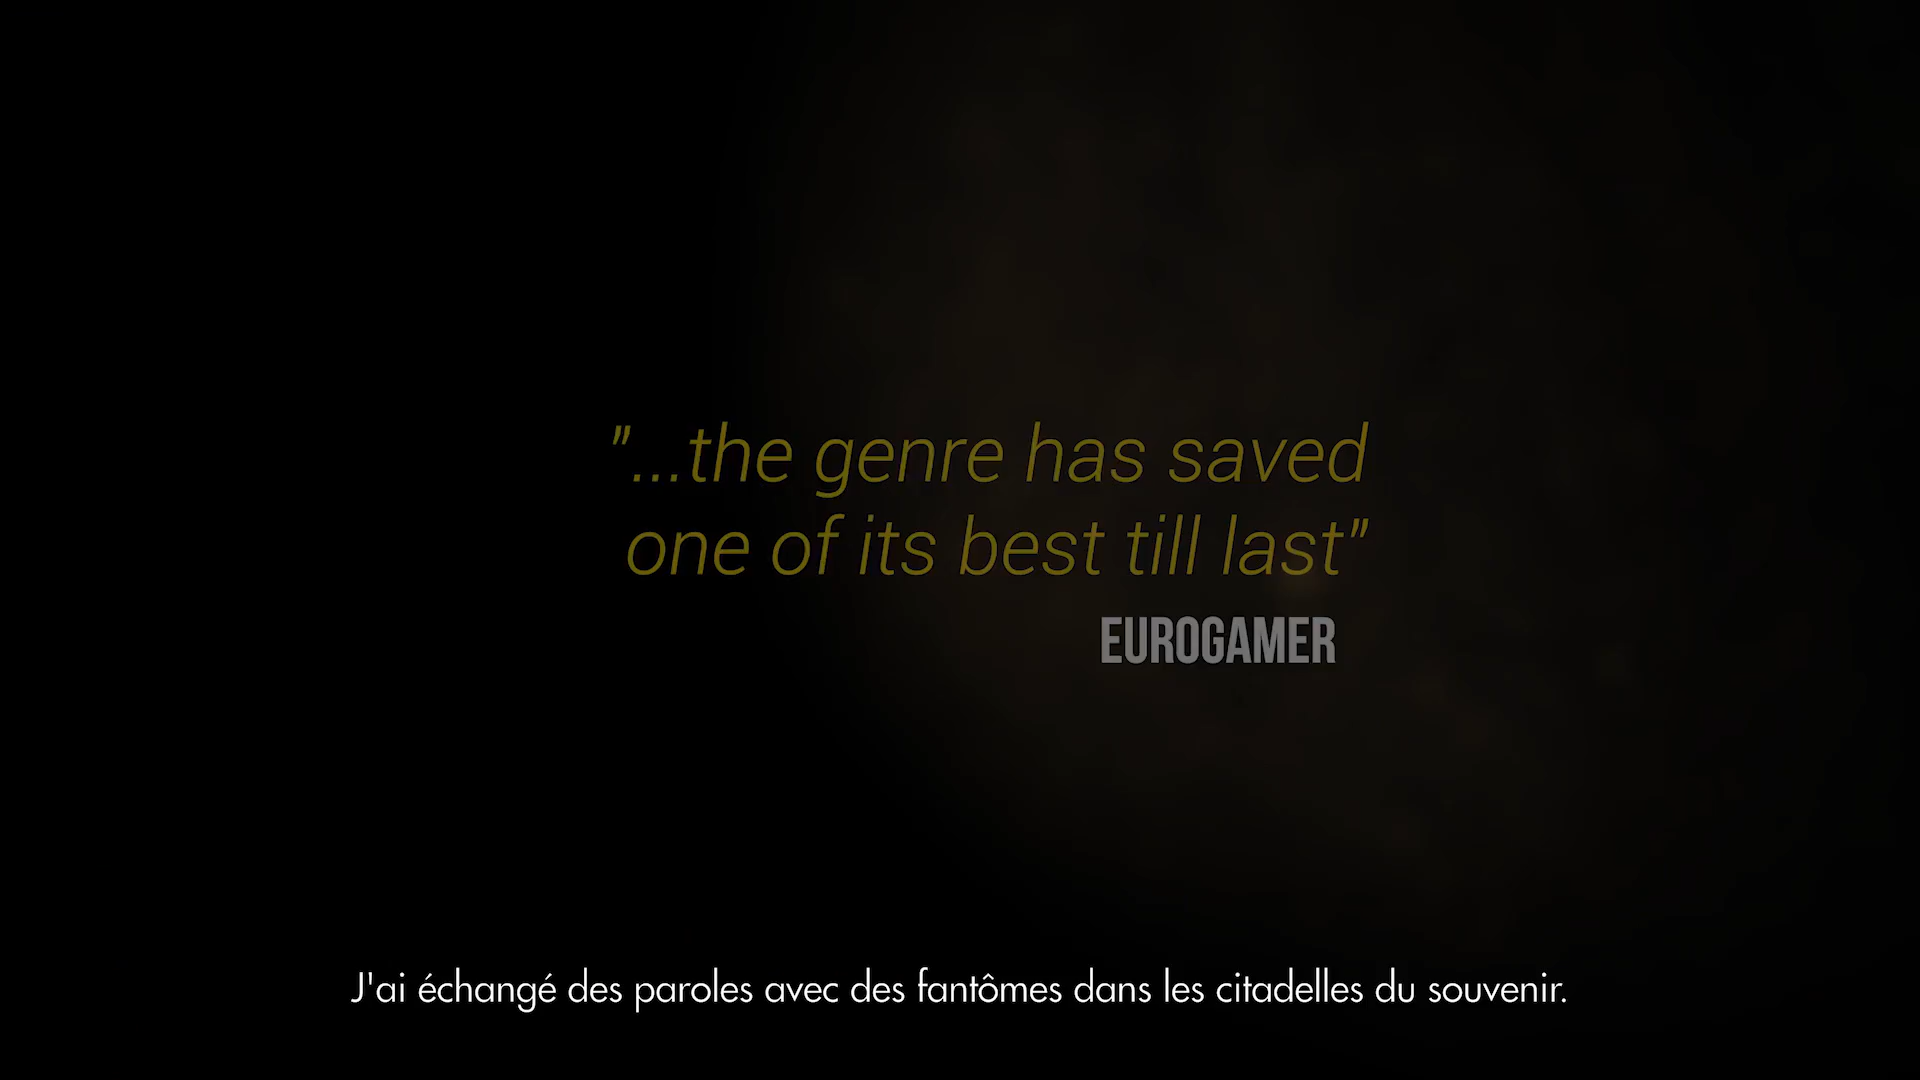 "...the genre has saved
one of its best till last"
EUROGAMER
J'ai échangé des paroles avec des fantômes dans les citadelles du souvenir.